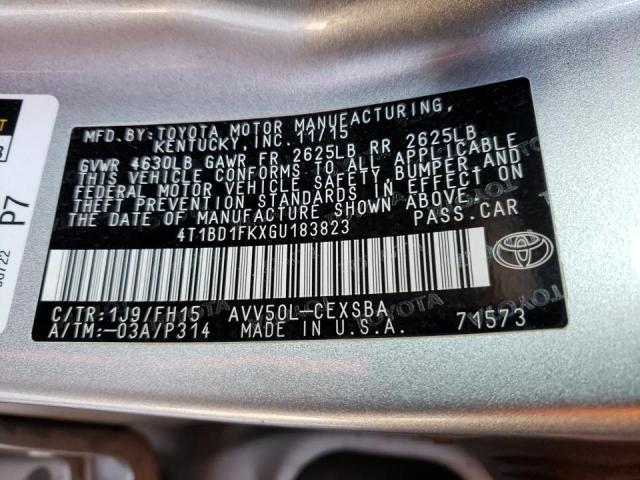 MFD.BY:TOYOTA MOTOR MANUFACTURING,
KENTUCKY, INC. 11/15
GVWR 4630LB GAWR FR 2625LB RR 2625LB
THIS VEHICLE CONFORMS TO ALL APPLICABLE
FEDERAL MOTOR VEHICLE SAFETY, BUMPER, AND
THEFT PREVENTION STANDARDS IN EFFECT ON
THE DATE OF MANUFACTURE SHOWN ABOVE.
4T1BD1FKXGU183823 PASS.CAR
C/TR:1J9/FH15 AVV50L-CEXSBA
A/TM:-03A/P314 MADE IN U.S.A. 71573
TOYOTA
P7